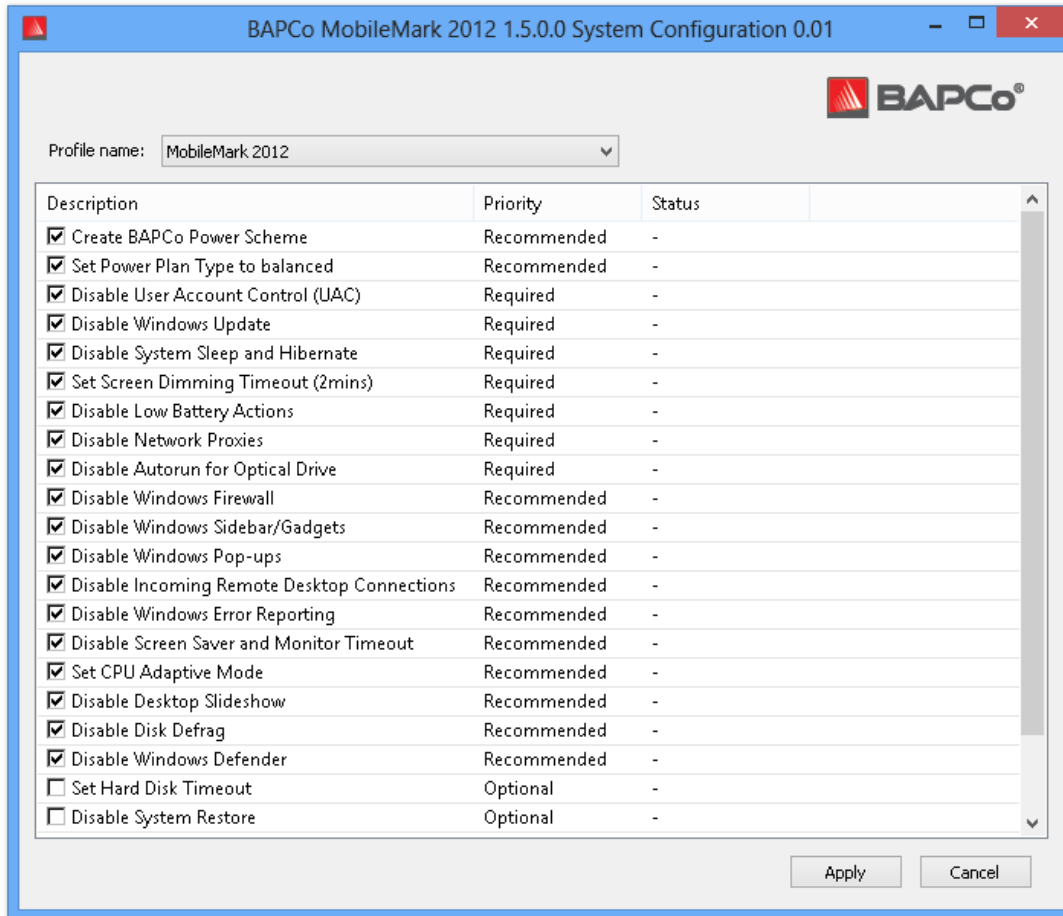 BAPCo MobileMark 2012 1.5.0.0 System Configuration 0.01
BAPCo®
Profile name: MobileMark 2012
Description Priority Status
Create BAPCo Power Scheme Recommended -
Set Power Plan Type to balanced Recommended -
Disable User Account Control (UAC) Required -
Disable Windows Update Required -
Disable System Sleep and Hibernate Required -
Set Screen Dimming Timeout (2mins) Required -
Disable Low Battery Actions Required -
Disable Network Proxies Required -
Disable Autorun for Optical Drive Required -
Disable Windows Firewall Recommended -
Disable Windows Sidebar/Gadgets Recommended -
Disable Windows Pop-ups Recommended -
Disable Incoming Remote Desktop Connections Recommended -
Disable Windows Error Reporting Recommended -
Disable Screen Saver and Monitor Timeout Recommended -
Set CPU Adaptive Mode Recommended -
Disable Desktop Slideshow Recommended -
Disable Disk Defrag Recommended -
Disable Windows Defender Recommended -
Set Hard Disk Timeout Optional -
Disable System Restore Optional -
Apply Cancel